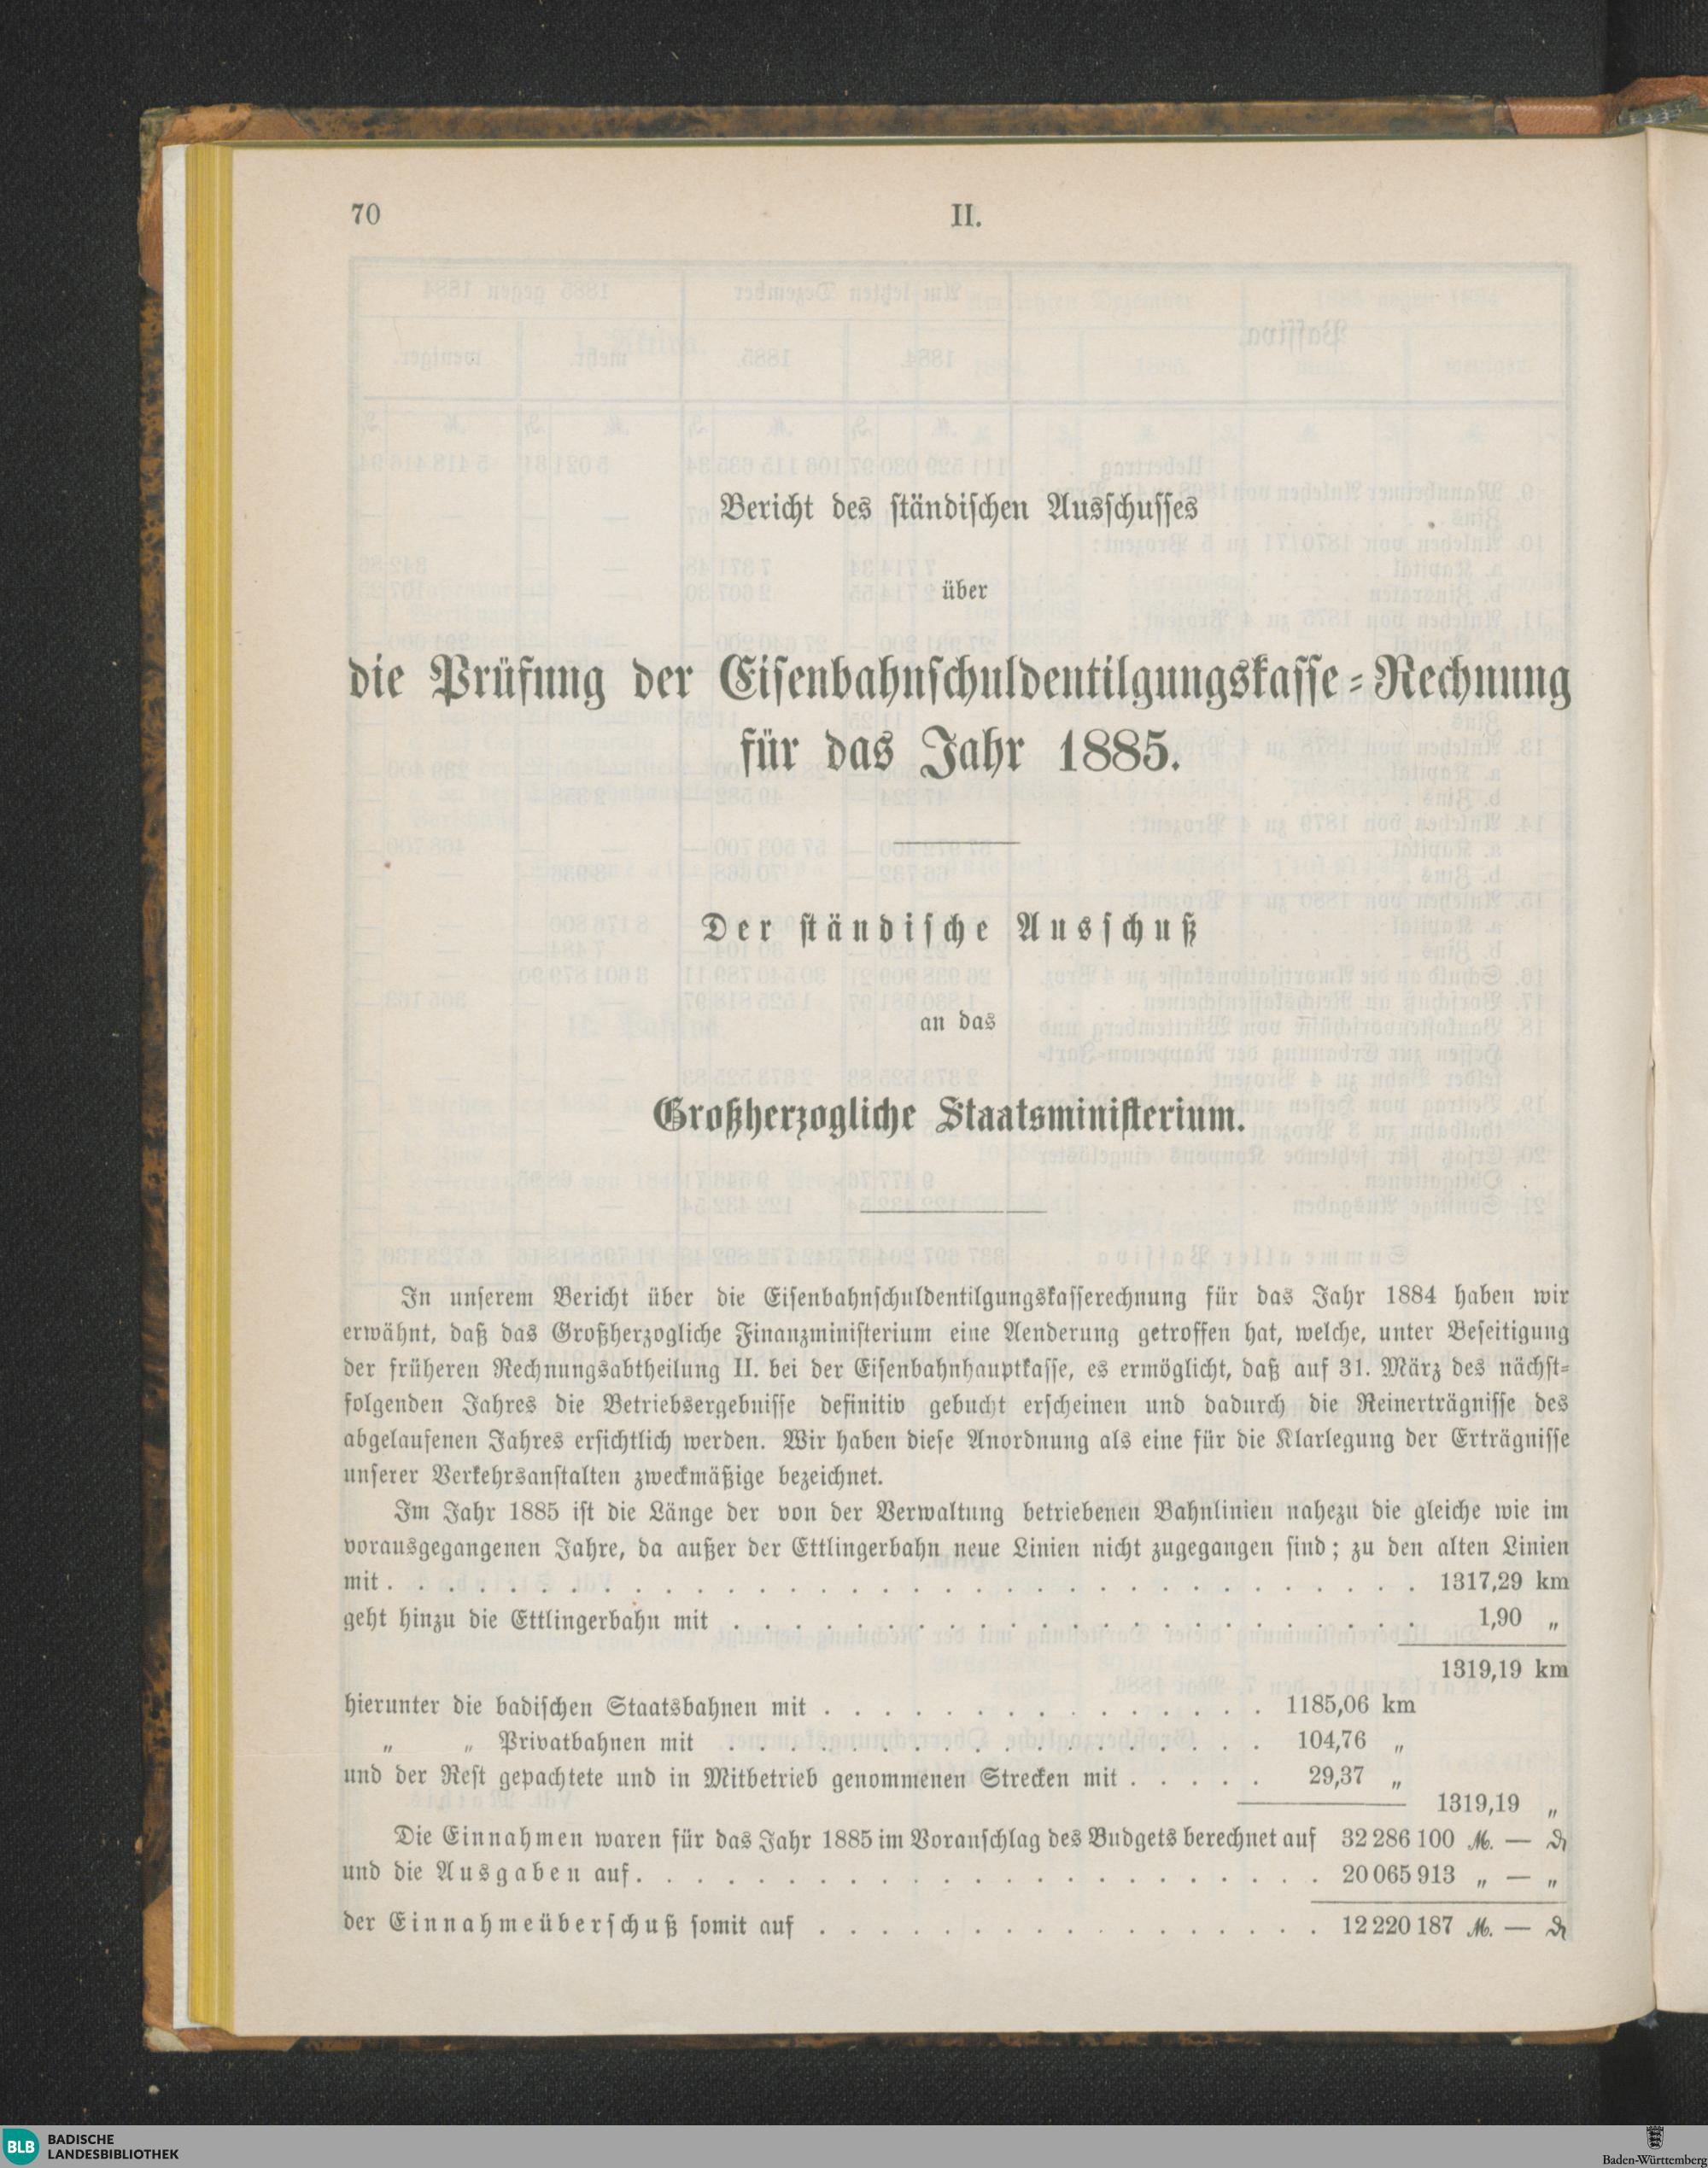 70
II.
Bericht des ständischen Ausschusses
über
die Prüfung der Eisenbahnschuldentilgungskasse-Rechnung
für das Jahr 1885.
Der ständische Ausschuß
an das
Großherzogliche Staatsministerium.
In unserem Bericht über die Eisenbahnschuldentilgungskasserechnung für das Jahr 1884 haben wir
erwähnt, daß das Großherzogliche Finanzministerium eine Aenderung getroffen hat, welche, unter Beseitigung
der früheren Rechnungsabtheilung II. bei der Eisenbahnhauptkasse, es ermöglicht, daß auf 31. März des nächst-
folgenden Jahres die Betriebsergebnisse definitiv gebucht erscheinen und dadurch die Reinerträgnisse des
abgelaufenen Jahres ersichtlich werden. Wir haben diese Anordnung als eine für die Klarlegung der Erträgnisse
unserer Verkehrsanstalten zweckmäßige bezeichnet.
Im Jahr 1885 ist die Länge der von der Verwaltung betriebenen Bahnlinien nahezu die gleiche wie im
vorausgegangenen Jahre, da außer der Ettlingerbahn neue Linien nicht zugegangen sind; zu den alten Linien
mit . . . . . . . . . . . . . . . . . . . . . . . . . . . . . . . . . . 1317,29 km
geht hinzu die Ettlingerbahn mit . . . . . . . . . . . . . . . . . . . . . . . 1,90 „
1319,19 km
hierunter die badischen Staatsbahnen mit . . . . . . . . . . . . . . . 1185,06 km
„ „ Privatbahnen mit . . . . . . . . . . . . . . . . . . 104,76 „
und der Rest gepachtete und in Mitbetrieb genommenen Strecken mit . . . . . 29,37 „
1319,19 „
Die Einnahmen waren für das Jahr 1885 im Voranschlag des Budgets berechnet auf 32 286 100 ℳ. — ₰
und die Ausgaben auf . . . . . . . . . . . . . . . . . . . . . . . 20 065 913 „ — „
der Einnahmeüberschuß somit auf . . . . . . . . . . . . . . . . . 12 220 187 ℳ. — ₰
BLB BADISCHE
LANDESBIBLIOTHEK
Baden-Württemberg